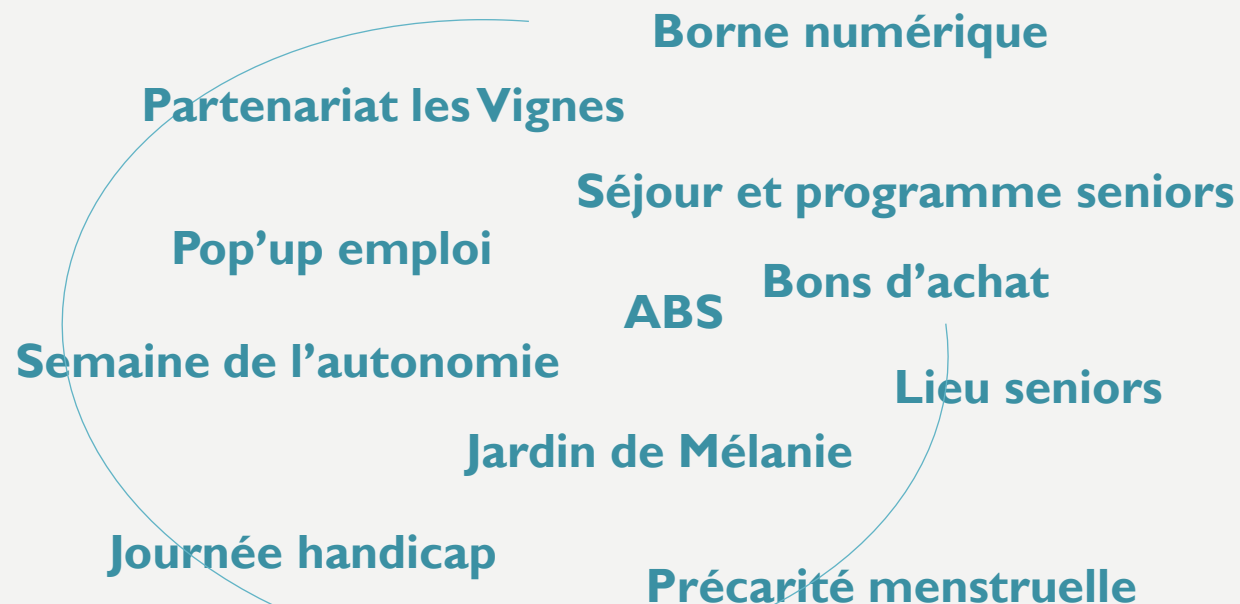 Borne numérique
Partenariat les Vignes
Séjour et programme seniors
Pop’up emploi
Bons d’achat
ABS
Semaine de l’autonomie
Lieu seniors
Jardin de Mélanie
Journée handicap
Précarité menstruelle